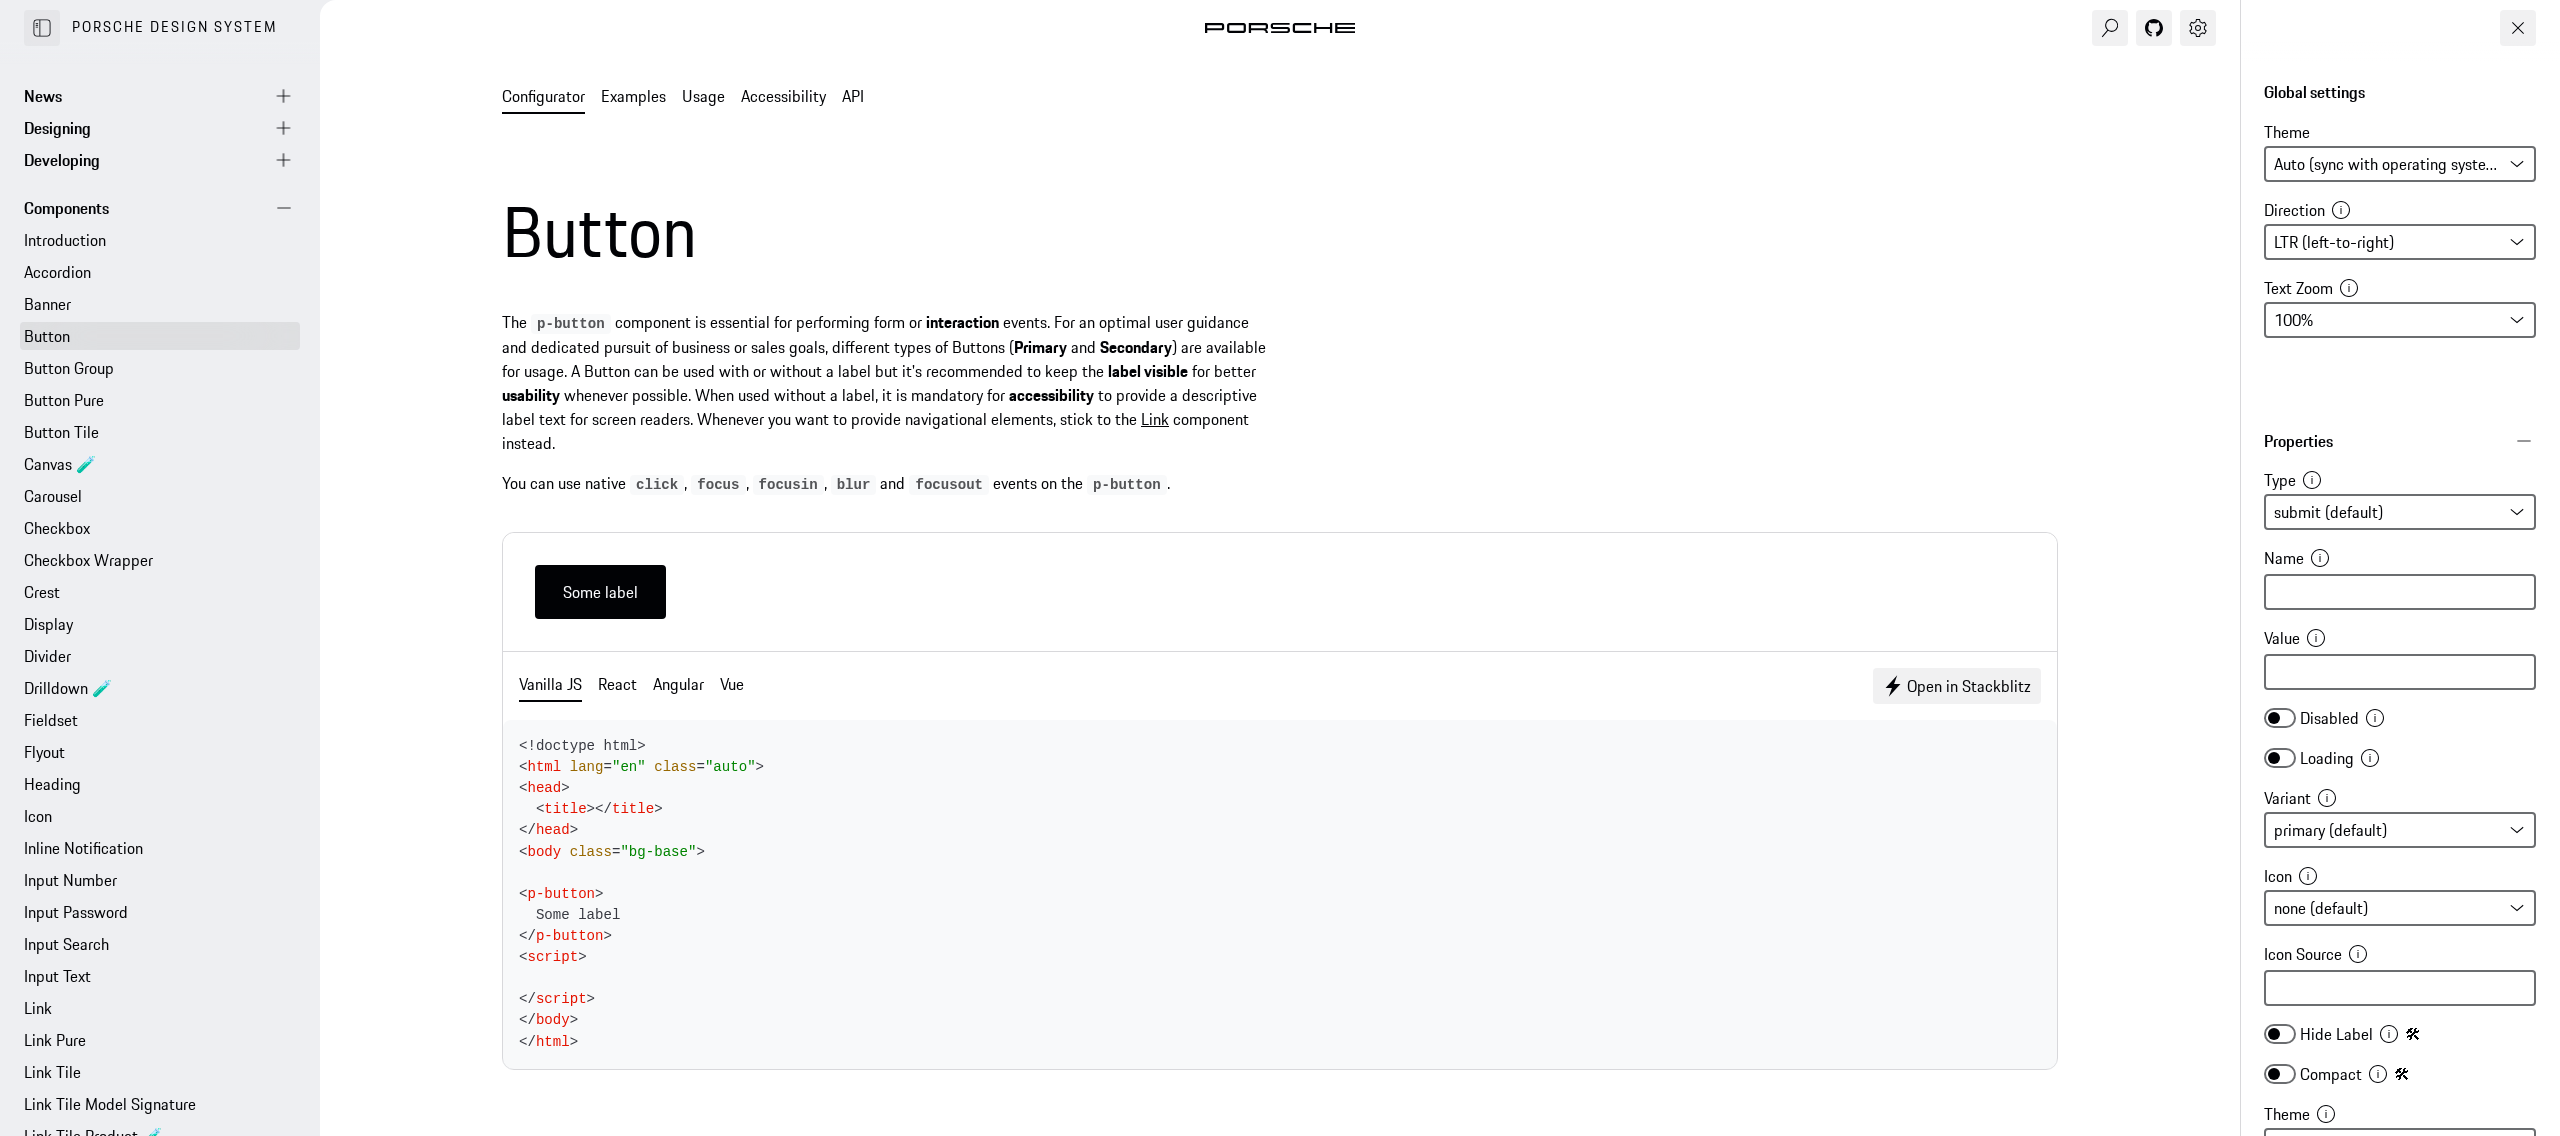 PORSCHE DESIGN SYSTEM
News
Designing
Developing
Components
Introduction
Accordion
Banner
Button
Button Group
Button Pure
Button Tile
Canvas 🧪
Carousel
Checkbox
Checkbox Wrapper
Crest
Display
Divider
Drilldown 🧪
Fieldset
Flyout
Heading
Icon
Inline Notification
Input Number
Input Password
Input Search
Input Text
Link
Link Pure
Link Tile
Link Tile Model Signature
Link Tile Product 🧪
PORSCHE
Configurator Examples Usage Accessibility API
Button
The p-button component is essential for performing form or interaction events. For an optimal user guidance
and dedicated pursuit of business or sales goals, different types of Buttons (Primary and Secondary) are available
for usage. A Button can be used with or without a label but it's recommended to keep the label visible for better
usability whenever possible. When used without a label, it is mandatory for accessibility to provide a descriptive
label text for screen readers. Whenever you want to provide navigational elements, stick to the Link component
instead.
You can use native click, focus, focusin, blur and focusout events on the p-button.
Some label
Vanilla JS React Angular Vue
Open in Stackblitz
<!doctype html>
<html lang="en" class="auto">
<head>
  <title></title>
</head>
<body class="bg-base">
<p-button>
  Some label
</p-button>
<script>
</script>
</body>
</html>
Global settings
Theme
Auto (sync with operating syste...
Direction
LTR (left-to-right)
Text Zoom
100%
Properties
Type
submit (default)
Name
Value
Disabled
Loading
Variant
primary (default)
Icon
none (default)
Icon Source
Hide Label
Compact
Theme